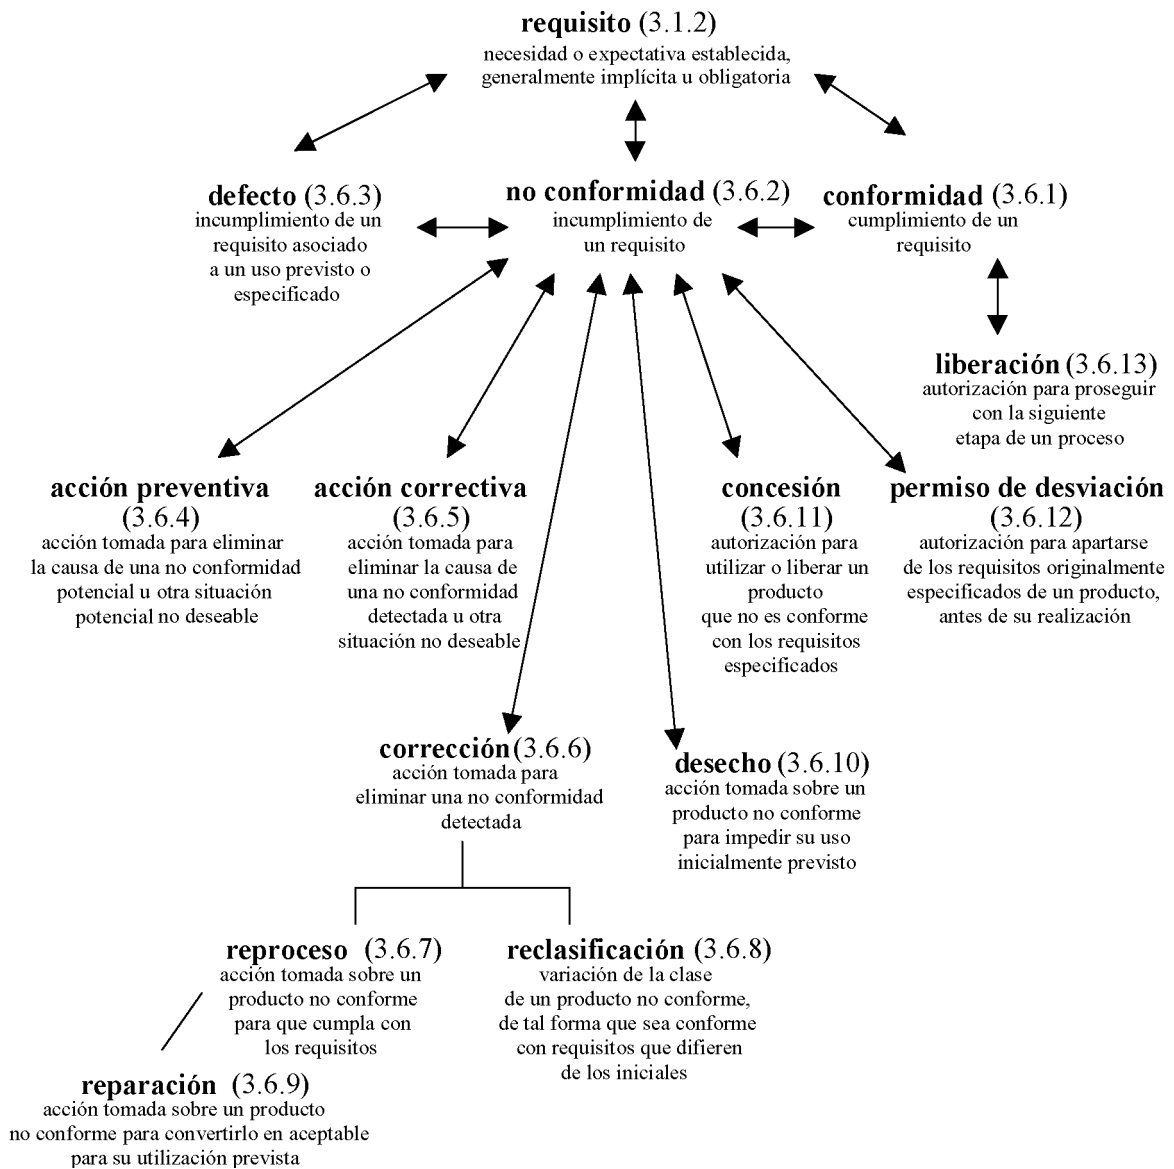 requisito (3.1.2)
necesidad o expectativa establecida,
generalmente implícita u obligatoria
defecto (3.6.3)
incumplimiento de un
requisito asociado
a un uso previsto o
especificado
no conformidad (3.6.2)
incumplimiento de
un requisito
conformidad (3.6.1)
cumplimiento de un
requisito
liberación (3.6.13)
autorización para proseguir
con la siguiente
etapa de un proceso
acción preventiva
(3.6.4)
acción tomada para eliminar
la causa de una no conformidad
potencial u otra situación
potencial no deseable
acción correctiva
(3.6.5)
acción tomada para
eliminar la causa de
una no conformidad
detectada u otra
situación no deseable
concesión
(3.6.11)
autorización para
utilizar o liberar un
producto
que no es conforme
con los requisitos
especificados
permiso de desviación
(3.6.12)
autorización para apartarse
de los requisitos originalmente
especificados de un producto,
antes de su realización
corrección (3.6.6)
acción tomada para
eliminar una no conformidad
detectada
desecho (3.6.10)
acción tomada sobre un
producto no conforme
para impedir su uso
inicialmente previsto
reproceso (3.6.7)
acción tomada sobre un
producto no conforme
para que cumpla con
los requisitos
reclasificación (3.6.8)
variación de la clase
de un producto no conforme,
de tal forma que sea conforme
con requisitos que difieren
de los iniciales
reparación (3.6.9)
acción tomada sobre un producto
no conforme para convertirlo en aceptable
para su utilización prevista